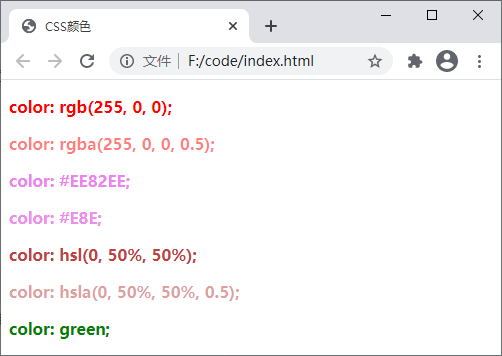 CSS颜色
文件 F:/code/index.html
color: rgb(255, 0, 0);
color: rgba(255, 0, 0, 0.5);
color: #EE82EE;
color: #E8E;
color: hsl(0, 50%, 50%);
color: hsla(0, 50%, 50%, 0.5);
color: green;